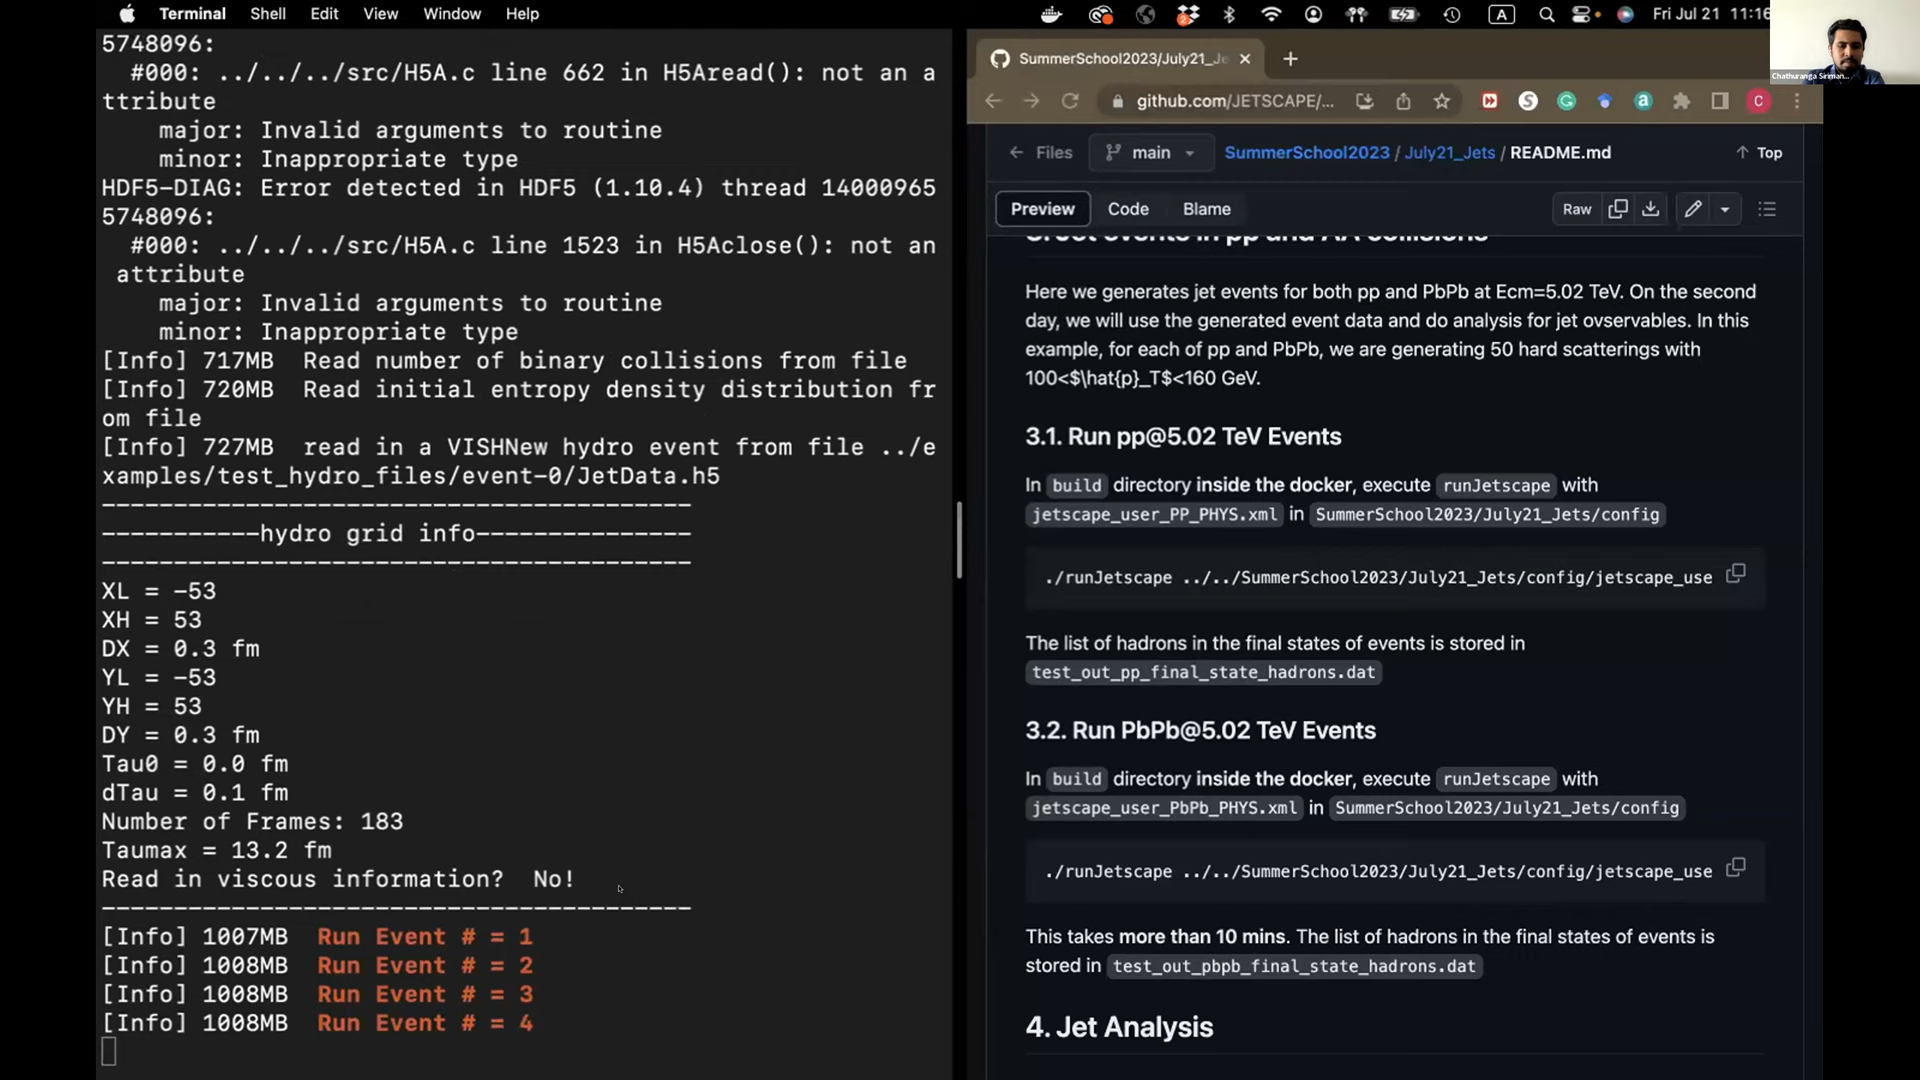 Terminal Shell Edit View Window Help
A
Fri Jul 21 11:16
5748096:
#000: ../../../src/H5A.c line 662 in H5Aread(): not an a
ttribute
major: Invalid arguments to routine
minor: Inappropriate type
HDF5-DIAG: Error detected in HDF5 (1.10.4) thread 14000965
5748096:
#000: ../../../src/H5A.c line 1523 in H5Aclose(): not an
attribute
major: Invalid arguments to routine
minor: Inappropriate type
[Info] 717MB  Read number of binary collisions from file
[Info] 720MB  Read initial entropy density distribution fr
om file
[Info] 727MB  read in a VISHNew hydro event from file ../e
xamples/test_hydro_files/event-0/JetData.h5
-----------------------------------------
-----------hydro grid info---------------
-----------------------------------------
XL = -53
XH = 53
DX = 0.3 fm
YL = -53
YH = 53
DY = 0.3 fm
Tau0 = 0.0 fm
dTau = 0.1 fm
Number of Frames: 183
Taumax = 13.2 fm
Read in viscous information?  No!
-----------------------------------------
[Info] 1007MB  Run Event # = 1
[Info] 1008MB  Run Event # = 2
[Info] 1008MB  Run Event # = 3
[Info] 1008MB  Run Event # = 4
SummerSchool2023/July21_Je
github.com/JETSCAPE/...
S
G
a
C
Files
main
SummerSchool2023 / July21_Jets / README.md
Top
Preview
Code
Blame
Raw
3. Jet events in pp and AA collisions
Here we generates jet events for both pp and PbPb at Ecm=5.02 TeV. On the second
day, we will use the generated event data and do analysis for jet ovservables. In this
example, for each of pp and PbPb, we are generating 50 hard scatterings with
100<$\hat{p}_T$<160 GeV.
3.1. Run pp@5.02 TeV Events
In build directory inside the docker, execute runJetscape with
jetscape_user_PP_PHYS.xml in SummerSchool2023/July21_Jets/config
./runJetscape ../../SummerSchool2023/July21_Jets/config/jetscape_use
The list of hadrons in the final states of events is stored in
test_out_pp_final_state_hadrons.dat
3.2. Run PbPb@5.02 TeV Events
In build directory inside the docker, execute runJetscape with
jetscape_user_PbPb_PHYS.xml in SummerSchool2023/July21_Jets/config
./runJetscape ../../SummerSchool2023/July21_Jets/config/jetscape_use
This takes more than 10 mins. The list of hadrons in the final states of events is
stored in test_out_pbpb_final_state_hadrons.dat
4. Jet Analysis
Chathuranga Siriman...